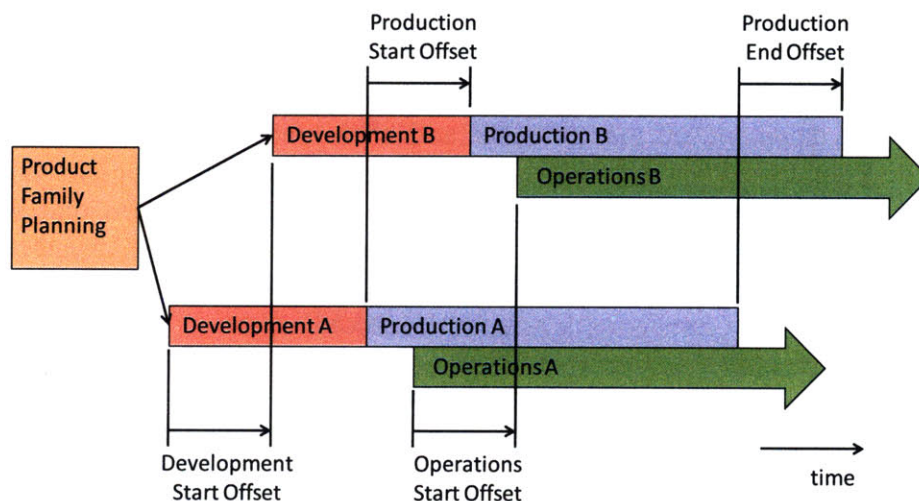 Production
Start Offset
Production
End Offset
Development B
Production B
Operations B
Product
Family
Planning
Development A
Production A
Operations A
Development
Start Offset
Operations
Start Offset
time